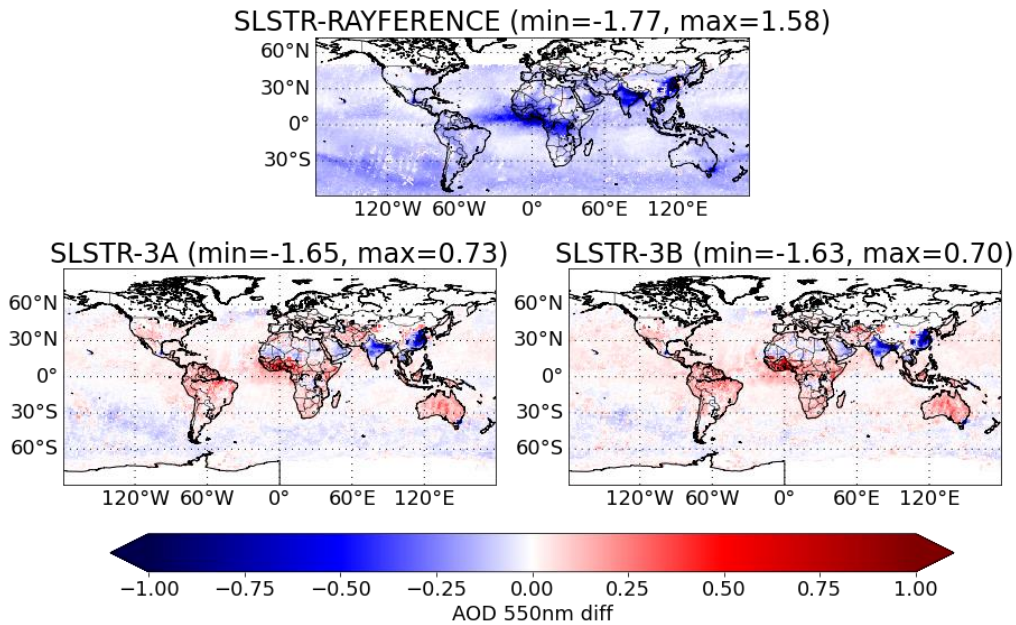 SLSTR-RAYFERENCE (min=-1.77, max=1.58)
60°N
30°N
0°
30°S
120°W 60°W 0° 60°E 120°E
SLSTR-3A (min=-1.65, max=0.73)
60°N
30°N
0°
30°S
60°S
120°W 60°W 0° 60°E 120°E
SLSTR-3B (min=-1.63, max=0.70)
60°N
30°N
0°
30°S
60°S
120°W 60°W 0° 60°E 120°E
−1.00 −0.75 −0.50 −0.25 0.00 0.25 0.50 0.75 1.00
AOD 550nm diff